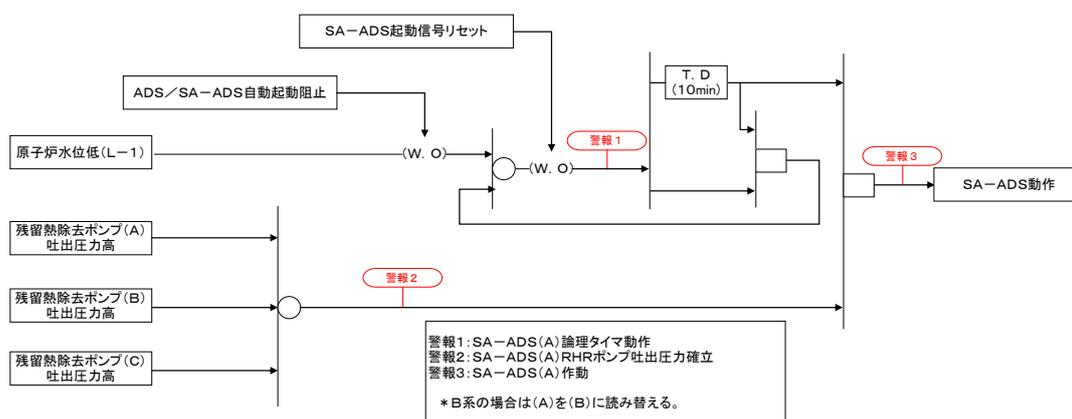 SA-ADS起動信号リセット
ADS/SA-ADS自動起動阻止
原子炉水位低(L-1)
(W.O)
(W.O)
警報1
T.D
(10min)
警報3
SA-ADS動作
残留熱除去ポンプ(A)
吐出圧力高
残留熱除去ポンプ(B)
吐出圧力高
警報2
残留熱除去ポンプ(C)
吐出圧力高
警報1:SA-ADS(A)論理タイマ動作
警報2:SA-ADS(A)RHRポンプ吐出圧力確立
警報3:SA-ADS(A)作動
*B系の場合は(A)を(B)に読み替える。